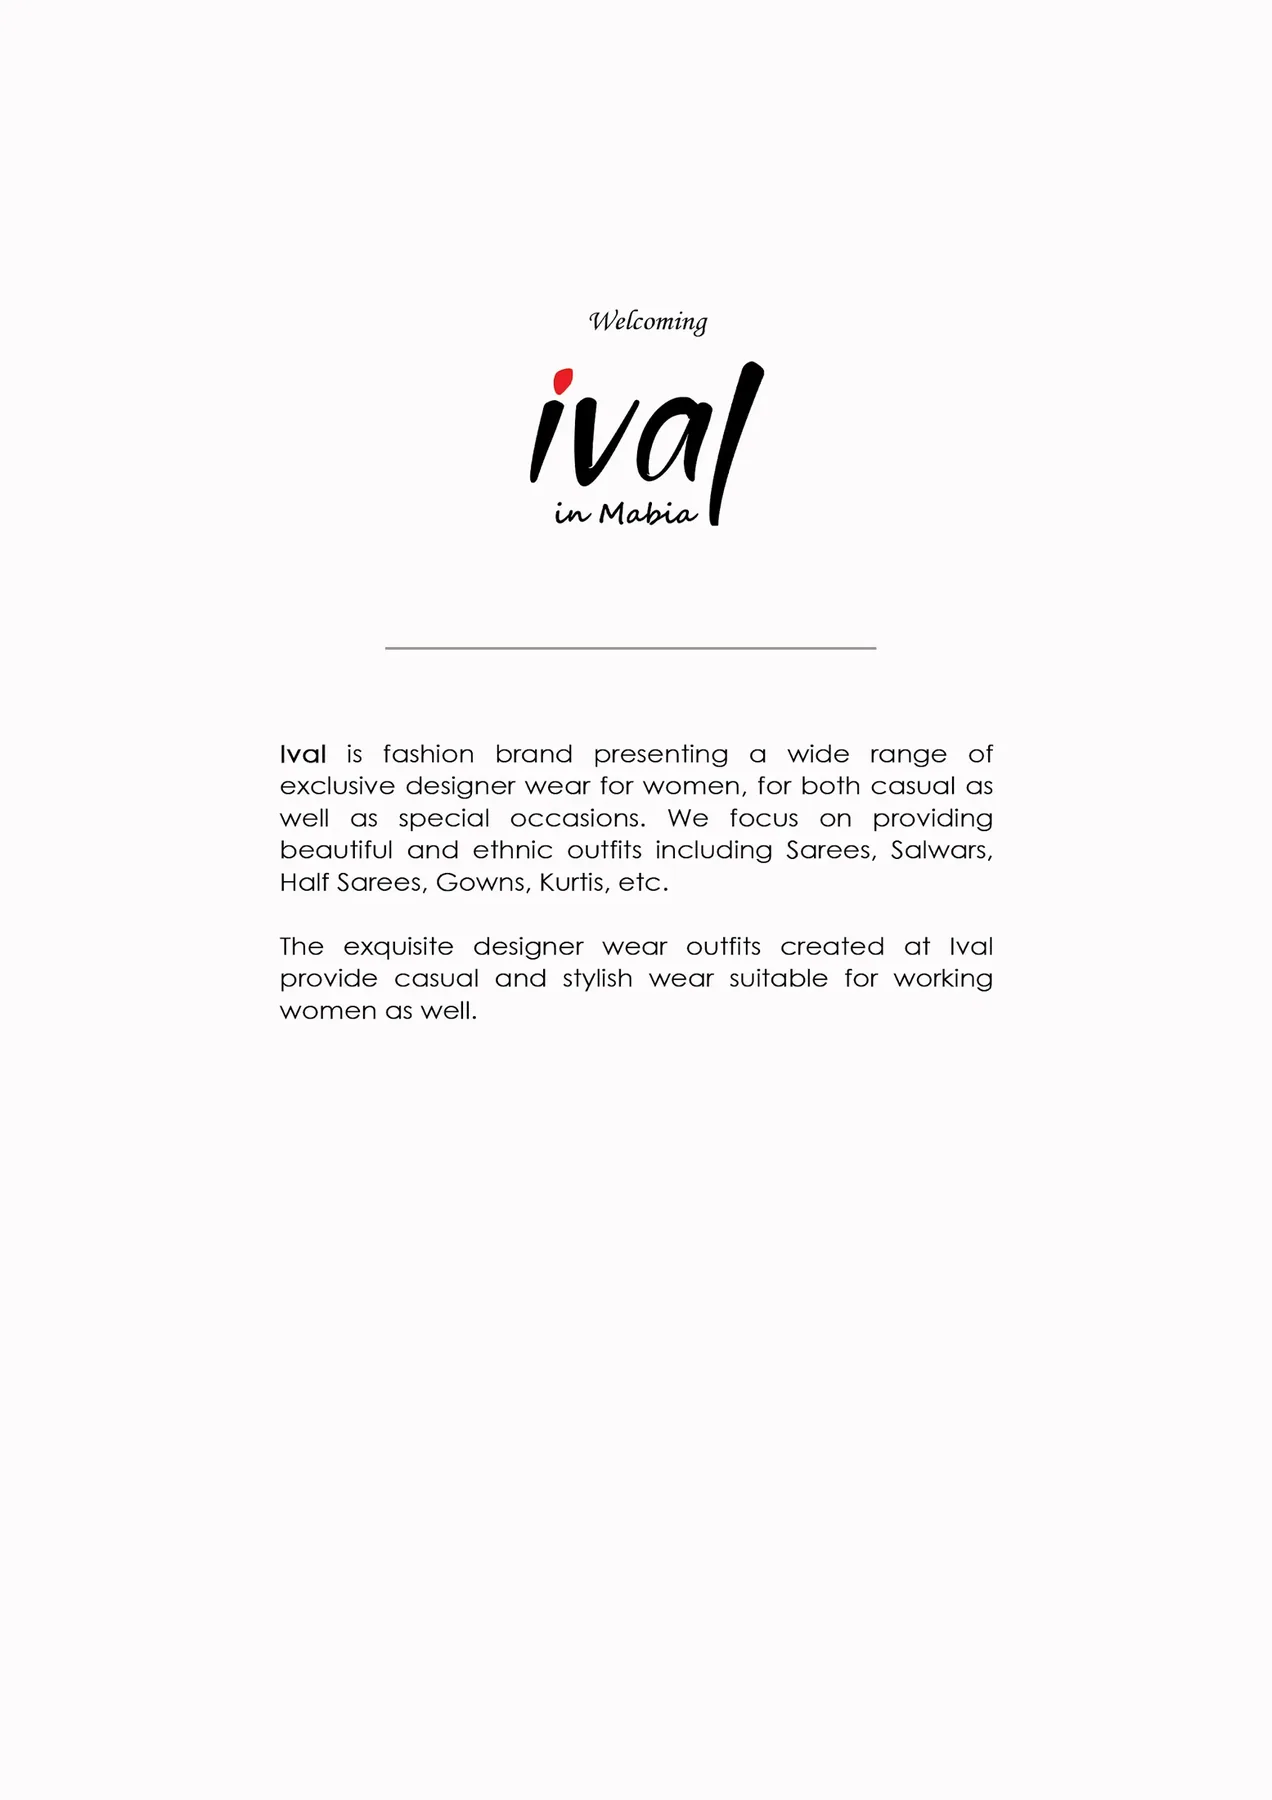 Welcoming
ival
in Mabia
Ival is fashion brand presenting a wide range of
exclusive designer wear for women, for both casual as
well as special occasions. We focus on providing
beautiful and ethnic outfits including Sarees, Salwars,
Half Sarees, Gowns, Kurtis, etc.
The exquisite designer wear outfits created at Ival
provide casual and stylish wear suitable for working
women as well.